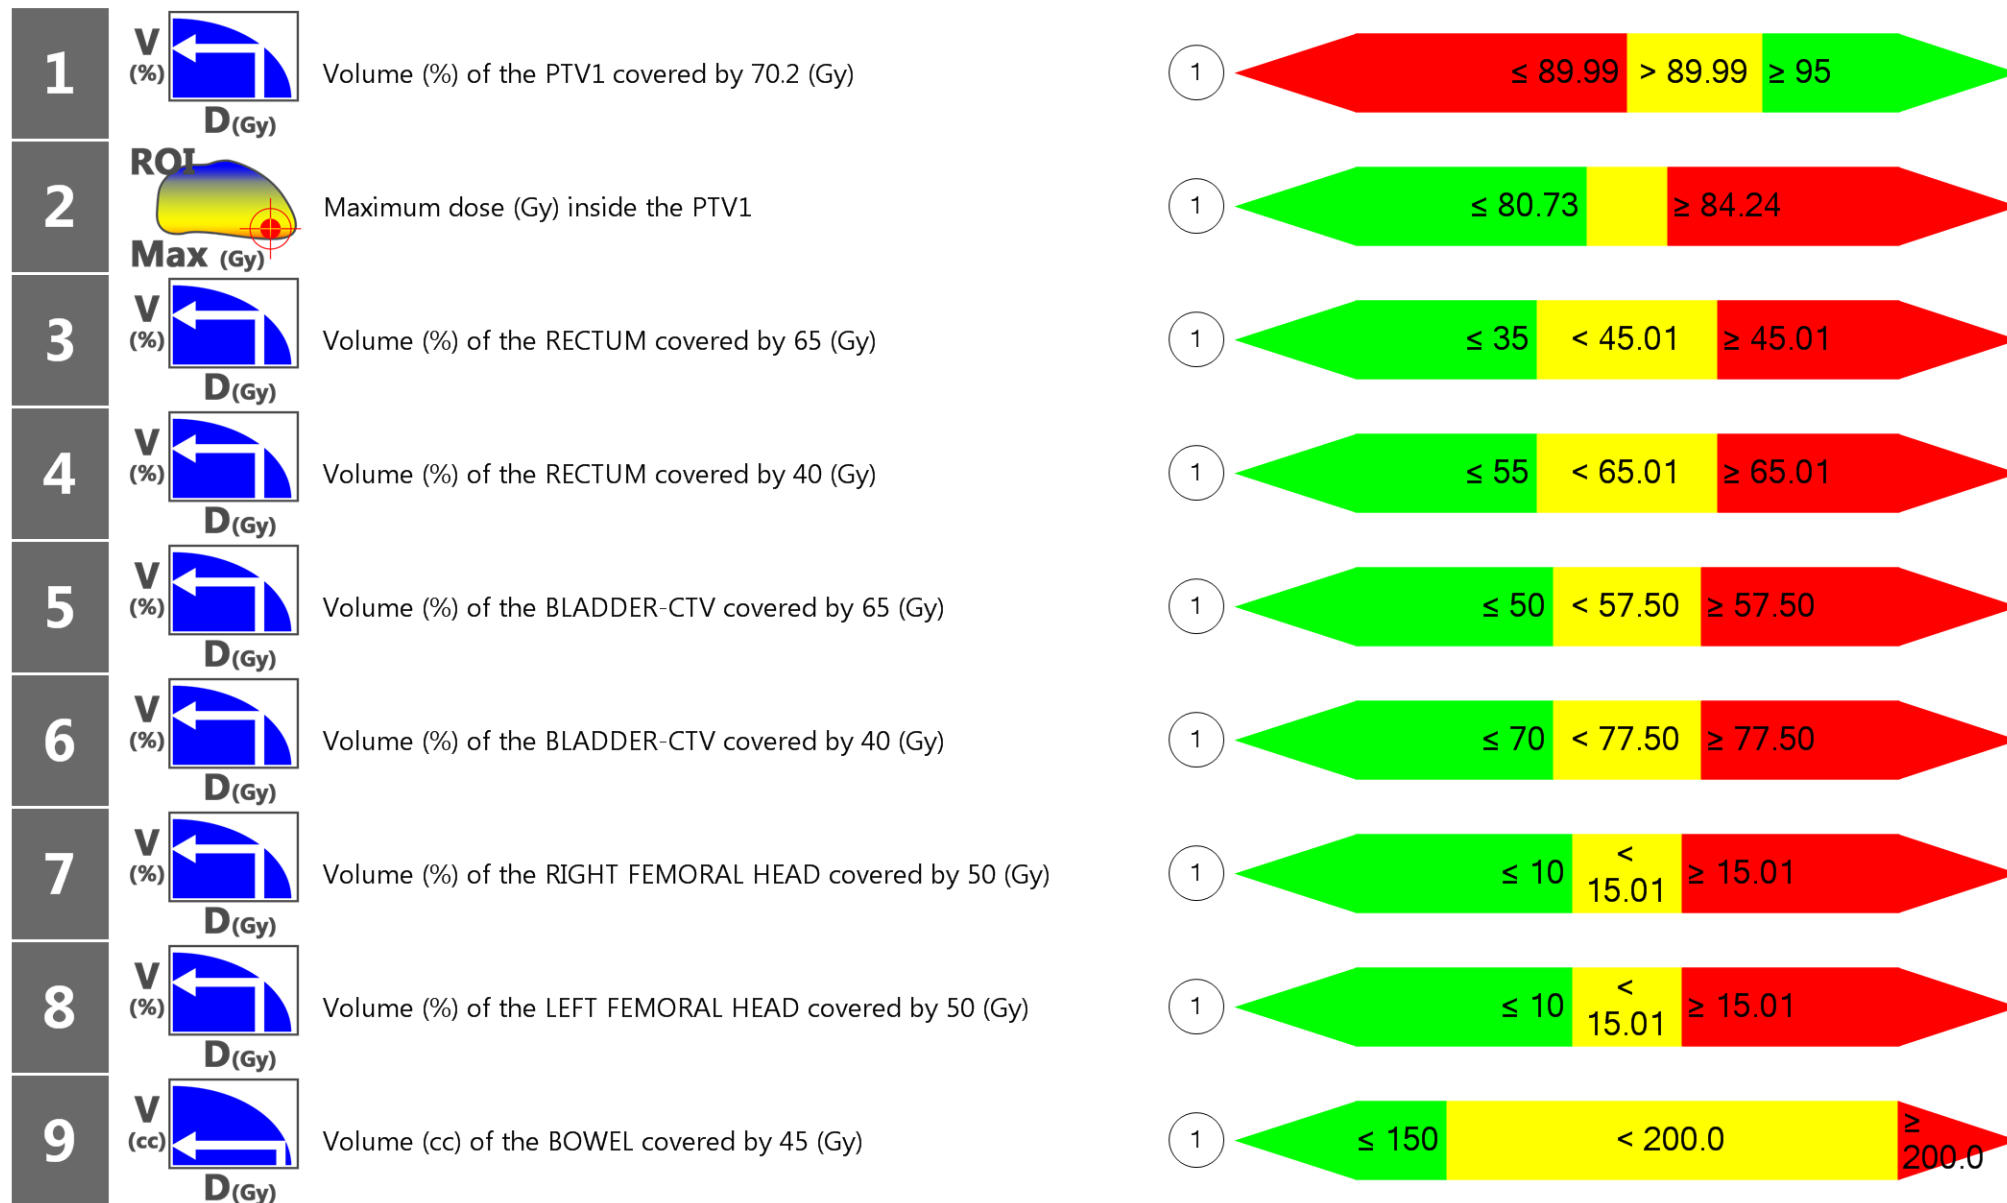 1
V
(%)
D(Gy)
Volume (%) of the PTV1 covered by 70.2 (Gy)
1
≤ 89.99 > 89.99 ≥ 95
2
ROI
Max (Gy)
Maximum dose (Gy) inside the PTV1
1
≤ 80.73 ≥ 84.24
3
V
(%)
D(Gy)
Volume (%) of the RECTUM covered by 65 (Gy)
1
≤ 35 < 45.01 ≥ 45.01
4
V
(%)
D(Gy)
Volume (%) of the RECTUM covered by 40 (Gy)
1
≤ 55 < 65.01 ≥ 65.01
5
V
(%)
D(Gy)
Volume (%) of the BLADDER-CTV covered by 65 (Gy)
1
≤ 50 < 57.50 ≥ 57.50
6
V
(%)
D(Gy)
Volume (%) of the BLADDER-CTV covered by 40 (Gy)
1
≤ 70 < 77.50 ≥ 77.50
7
V
(%)
D(Gy)
Volume (%) of the RIGHT FEMORAL HEAD covered by 50 (Gy)
1
≤ 10 < 15.01 ≥ 15.01
8
V
(%)
D(Gy)
Volume (%) of the LEFT FEMORAL HEAD covered by 50 (Gy)
1
≤ 10 < 15.01 ≥ 15.01
9
V
(cc)
D(Gy)
Volume (cc) of the BOWEL covered by 45 (Gy)
1
≤ 150 < 200.0 ≥ 200.0